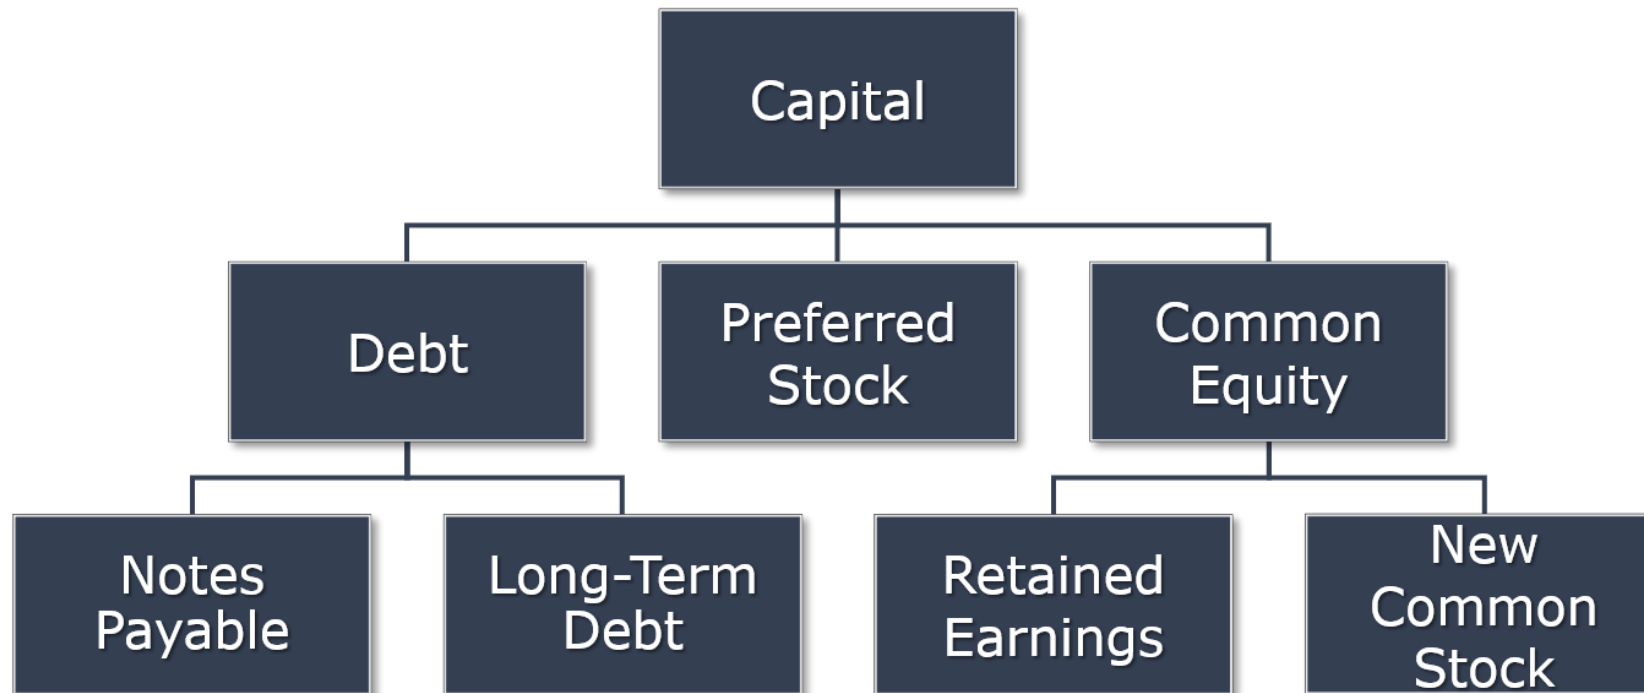 Capital
Debt
Preferred
Stock
Common
Equity
Notes
Payable
Long-Term
Debt
Retained
Earnings
New
Common
Stock